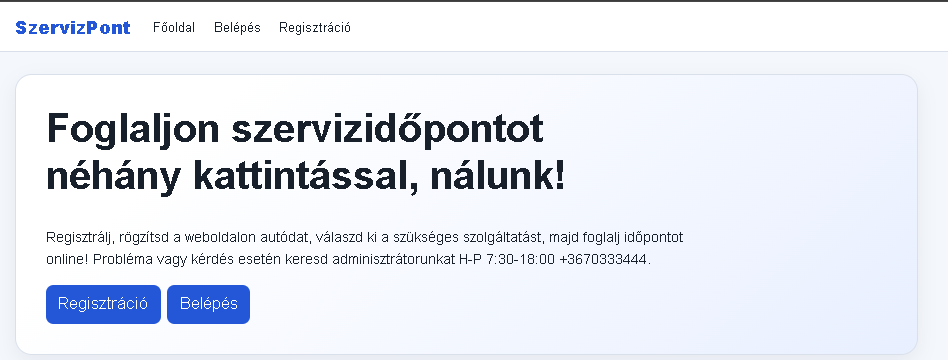 SzervizPont Főoldal Belépés Regisztráció
Foglaljon szervizidőpontot
néhány kattintással, nálunk!
Regisztrálj, rögzítsd a weboldalon autódat, válaszd ki a szükséges szolgáltatást, majd foglalj időpontot
online! Probléma vagy kérdés esetén keresd adminisztrátorunkat H-P 7:30-18:00 +3670333444.
Regisztráció Belépés